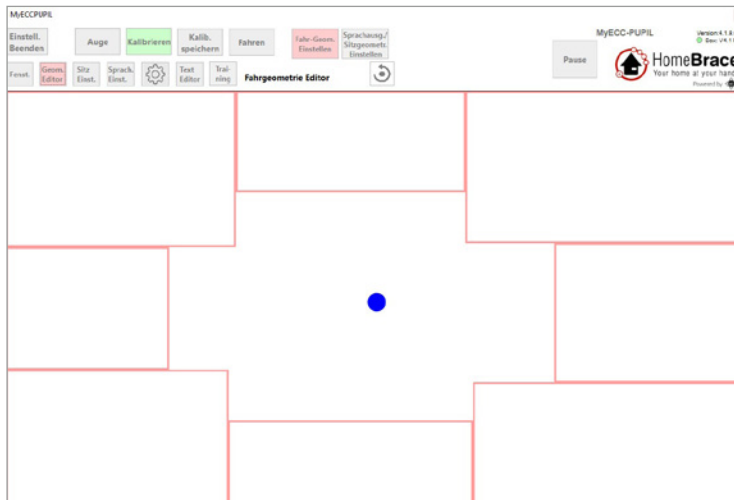 MyECCPUPIL
Einstell.
Beenden
Auge
Kalibrieren
Kalib.
speichern
Fahren
Fahr-Geom.
Einstellen
Sprachausg./
Sitzgeomets.
Einstellen
MyECC-PUPIL
Pause
HomeBrace
Your home at your hand
Powered by
Fenst.
Geom.
Editor
Sitz
Einst.
Sprach.
Einst.
Text
Editor
Trai-
ning
Fahrgeometrie Editor